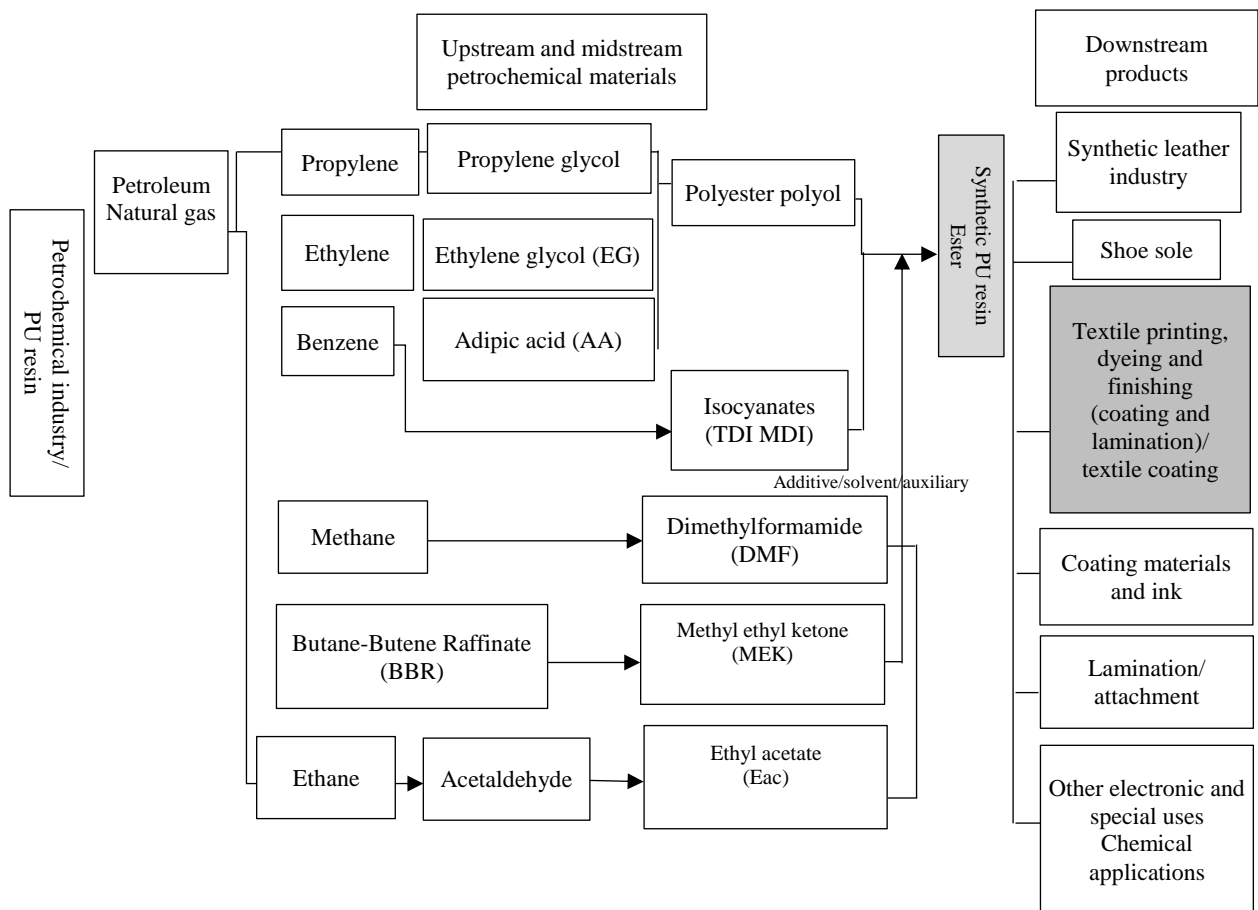 Upstream and midstream
petrochemical materials
Downstream
products
Petrochemical industry/
PU resin
Petroleum
Natural gas
Propylene
Propylene glycol
Polyester polyol
Ethylene
Ethylene glycol (EG)
Benzene
Adipic acid (AA)
Isocyanates
(TDI MDI)
Additive/solvent/auxiliary
Methane
Dimethylformamide
(DMF)
Butane-Butene Raffinate
(BBR)
Methyl ethyl ketone
(MEK)
Ethane
Acetaldehyde
Ethyl acetate
(Eac)
Synthetic PU resin
Ester
Synthetic leather
industry
Shoe sole
Textile printing,
dyeing and
finishing
(coating and
lamination)/
textile coating
Coating materials
and ink
Lamination/
attachment
Other electronic and
special uses
Chemical
applications